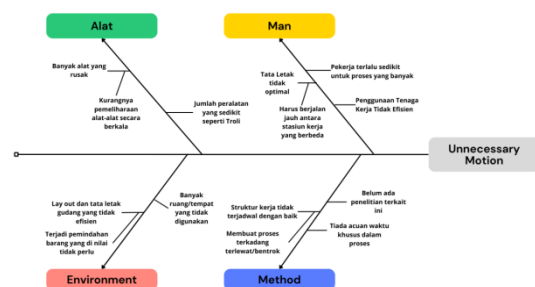 Alat
Man
Banyak alat yang
rusak
Kurangnya
pemeliharaan
alat-alat secara
berkala
Jumlah peralatan
yang sedikit
seperti Troli
Tata Letak
tidak
optimal
Harus berjalan
jauh antara
stasiun kerja
yang berbeda
Pekerja terlalu sedikit
untuk proses yang banyak
Penggunaan Tenaga
Kerja Tidak Efisien
Unnecessary
Motion
Lay out dan tata letak
gudang yang tidak
efisien
Terjadi pemindahan
barang yang di nilai
tidak perlu
Banyak
ruang/tempat
yang tidak
digunakan
Struktur kerja tidak
terjadwal dengan baik
Membuat proses
terkadang
terlewat/bentrok
Belum ada
penelitian terkait
ini
Tiada acuan waktu
khusus dalam
proses
Environment
Method